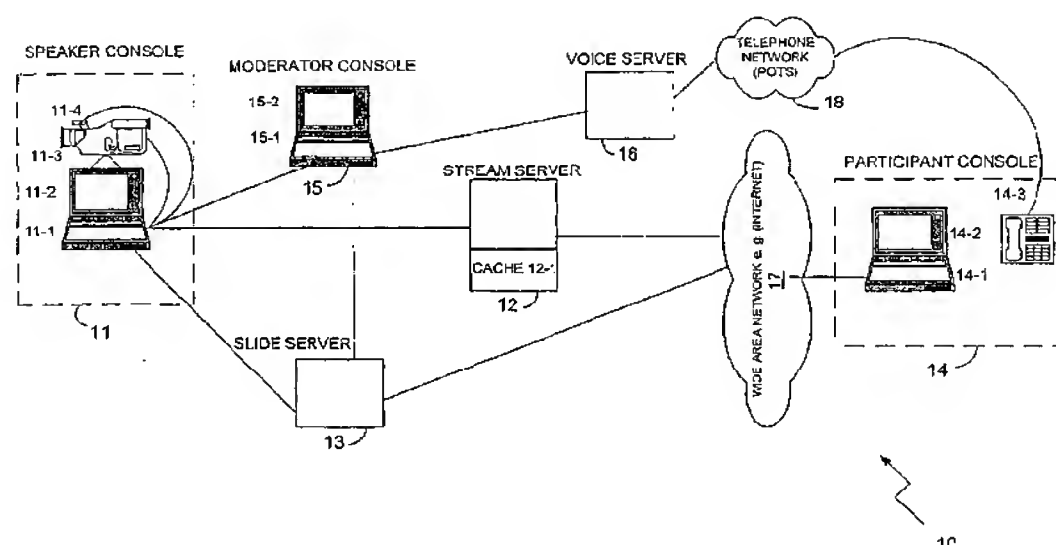 SPEAKER CONSOLE
11-4
11-3
11-2
11-1
11
MODERATOR CONSOLE
15-2
15-1
15
VOICE SERVER
16
TELEPHONE
NETWORK
(POTS)
18
STREAM SERVER
CACHE 12-1
12
SLIDE SERVER
13
WIDE AREA NETWORK e.g. (INTERNET)
17
PARTICIPANT CONSOLE
14-3
14-2
14-1
14
10